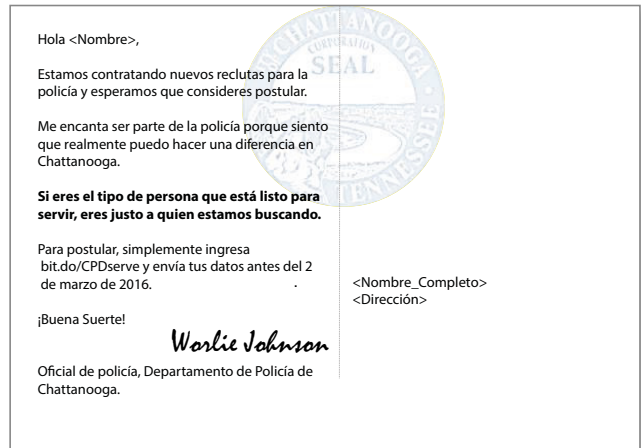 Hola <Nombre>,
Estamos contratando nuevos reclutas para la
policía y esperamos que consideres postular.
Me encanta ser parte de la policía porque siento
que realmente puedo hacer una diferencia en
Chattanooga.
Si eres el tipo de persona que está listo para
servir, eres justo a quien estamos buscando.
Para postular, simplemente ingresa
bit.do/CPDserve y envía tus datos antes del 2
de marzo de 2016. .
¡Buena Suerte!
Worlie Johnson
Oficial de policía, Departamento de Policía de
Chattanooga.
<Nombre_Completo>
<Dirección>
CHATTANOOGA
CORPORATION
SEAL
TENNESSEE